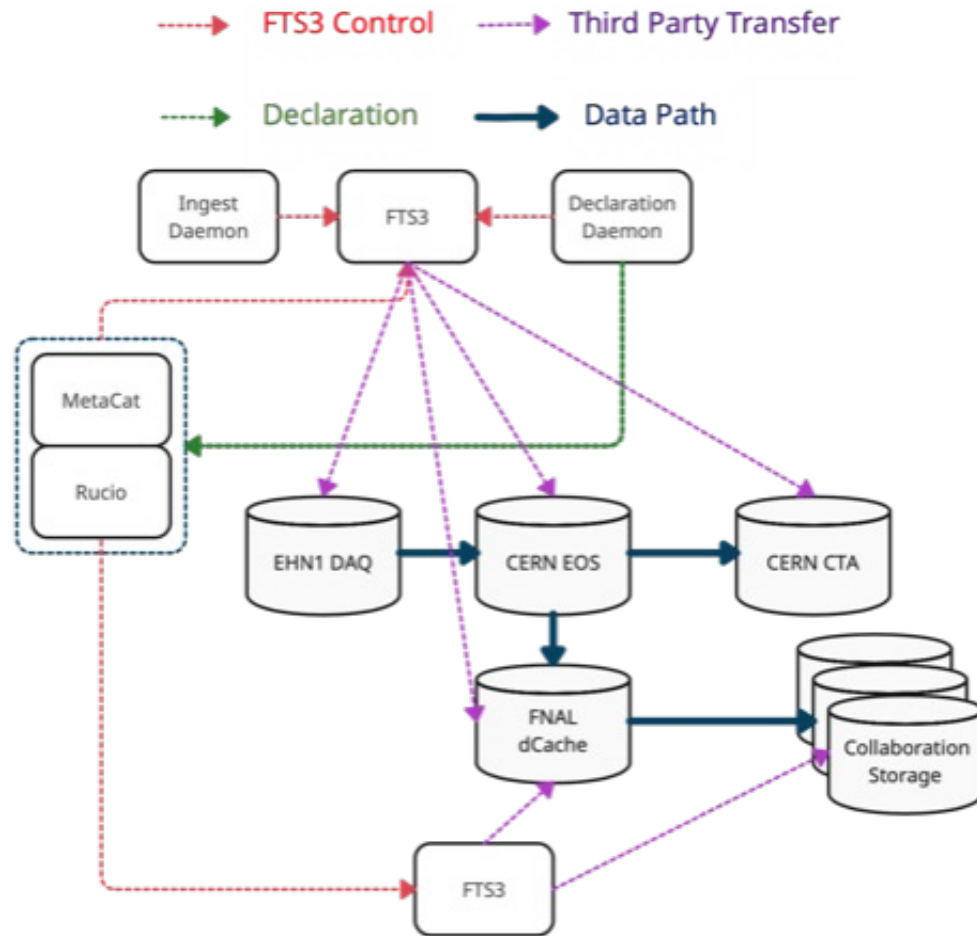 FTS3 Control
Third Party Transfer
Declaration
Data Path
Ingest
Daemon
FTS3
Declaration
Daemon
MetaCat
Rucio
EHN1 DAQ
CERN EOS
CERN CTA
FNAL
dCache
Collaboration
Storage
FTS3